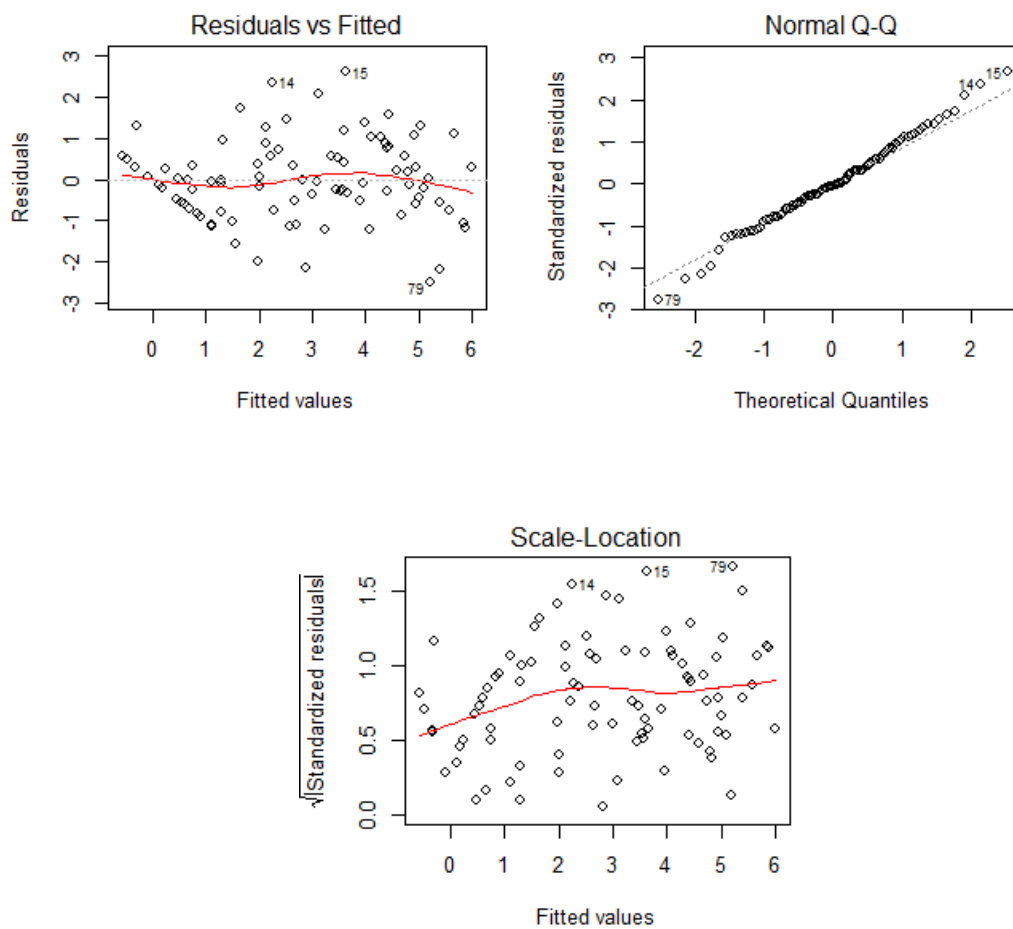 Residuals vs Fitted
Residuals
3
2
1
0
-1
-2
-3
14
15
79
0 1 2 3 4 5 6
Fitted values
Normal Q-Q
Standardized residuals
3
2
1
0
-1
-2
-3
14
15
79
-2 -1 0 1 2
Theoretical Quantiles
Scale-Location
√|Standardized residuals|
1.5
1.0
0.5
0.0
14
15
79
0 1 2 3 4 5 6
Fitted values